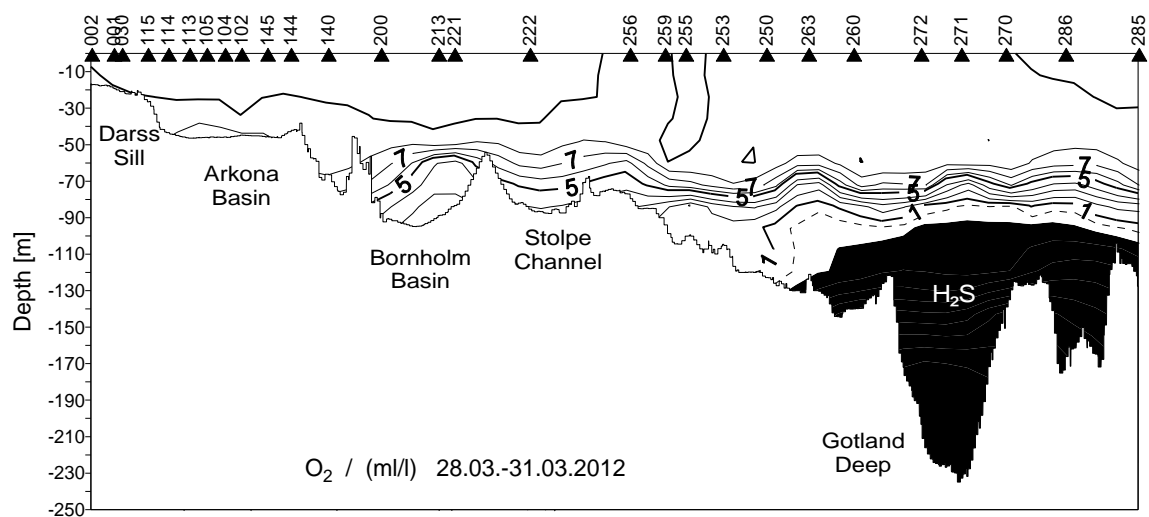 002 001 030 115 114 113 105 104 102 145 144 140 200 213 221 222 256 259 255 253 250 263 260 272 271 270 286 285
-10
-30
-50
-70
-90
-110
-130
-150
-170
-190
-210
-230
-250
Depth [m]
Darss
Sill
Arkona
Basin
Bornholm
Basin
Stolpe
Channel
Gotland
Deep
H₂S
7 7 7 7 7
5 5 5 5 5
1 1 1
O₂ / (ml/l) 28.03.-31.03.2012